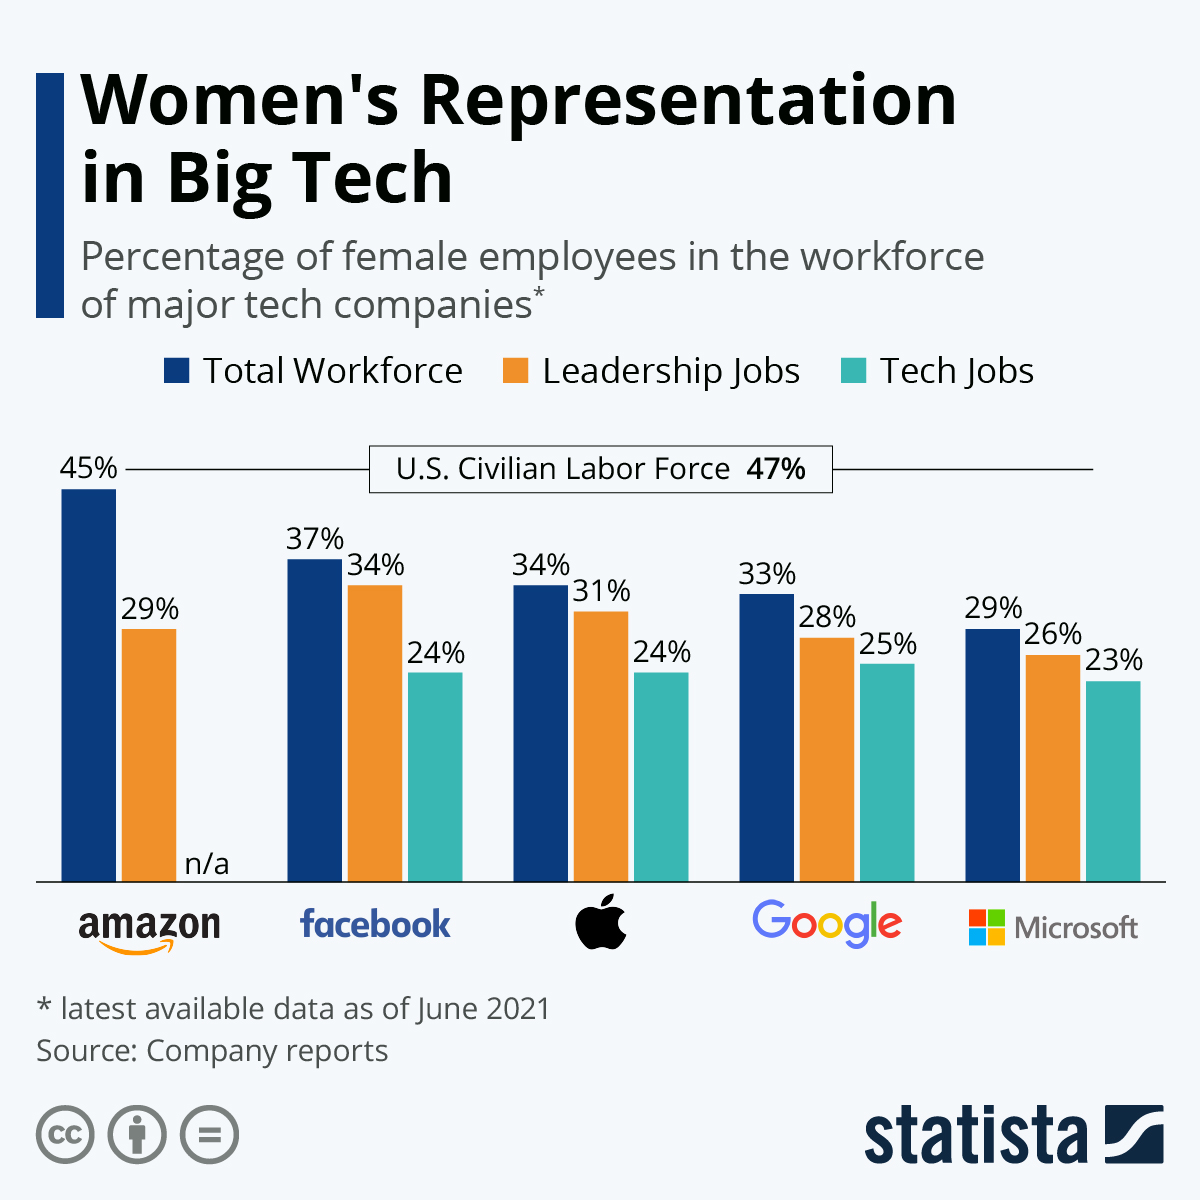 Women's Representation
in Big Tech
Percentage of female employees in the workforce
of major tech companies*
Total Workforce Leadership Jobs Tech Jobs
U.S. Civilian Labor Force 47%
45% 29% n/a
37% 34% 24%
34% 31% 24%
33% 28% 25%
29% 26% 23%
amazon facebook Google Microsoft
* latest available data as of June 2021
Source: Company reports
cc = statista